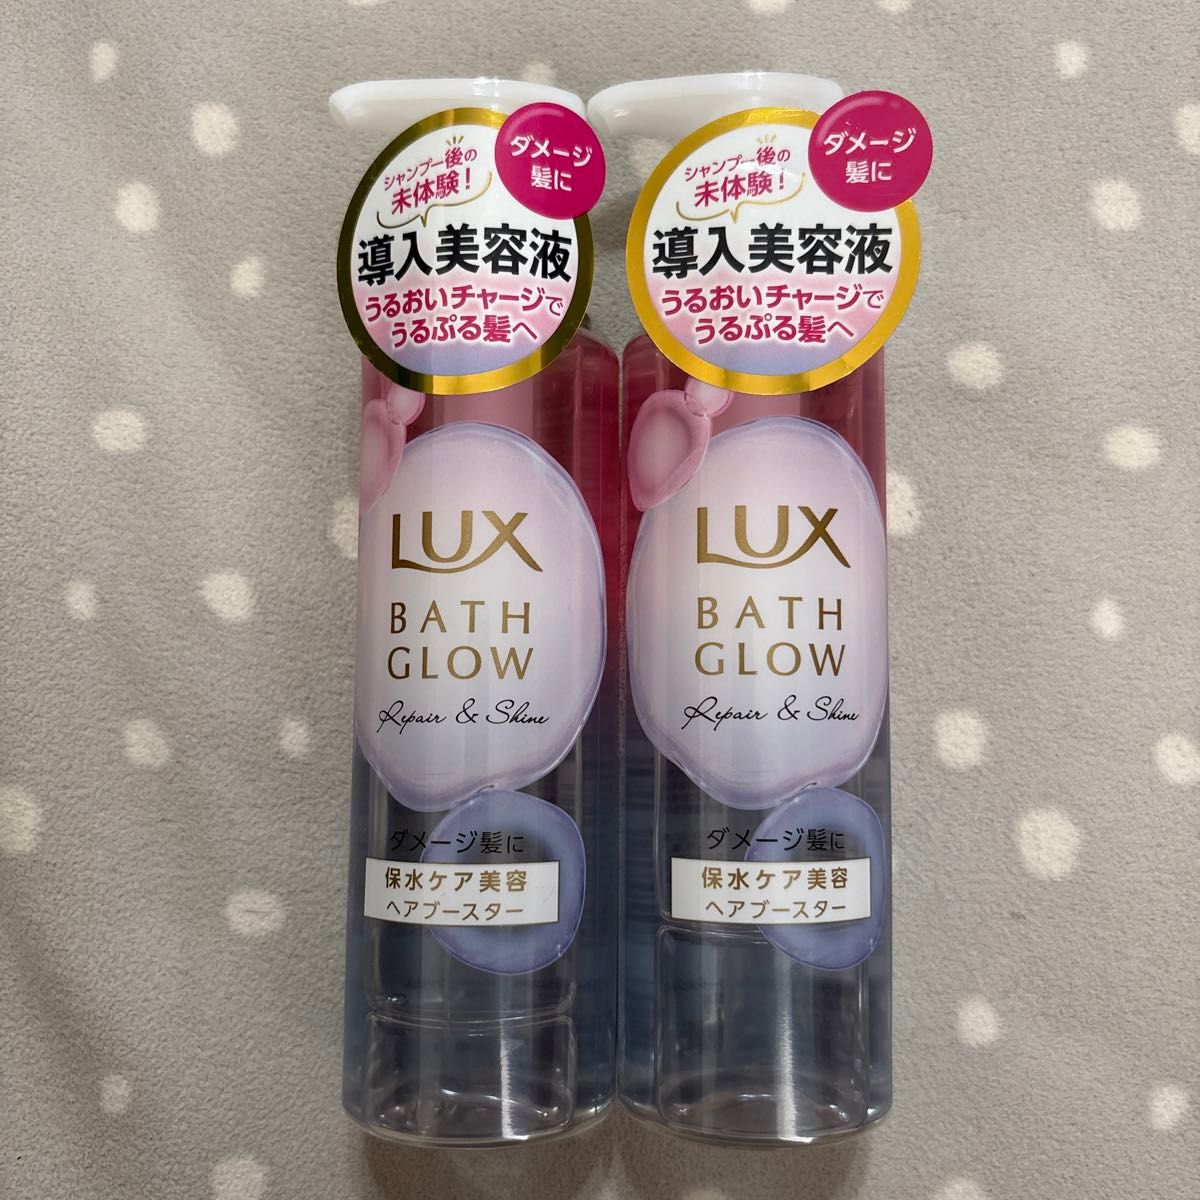 シャンプー後の
未体験!
ダメージ
髪に
導入美容液
うるおいチャージで
うるぷる髪へ
LUX
BATH
GLOW
Repair & Shine
ダメージ髪に
保水ケア美容
ヘアブースター
シャンプー後の
未体験!
ダメージ
髪に
導入美容液
うるおいチャージで
うるぷる髪へ
LUX
BATH
GLOW
Repair & Shine
ダメージ髪に
保水ケア美容
ヘアブースター